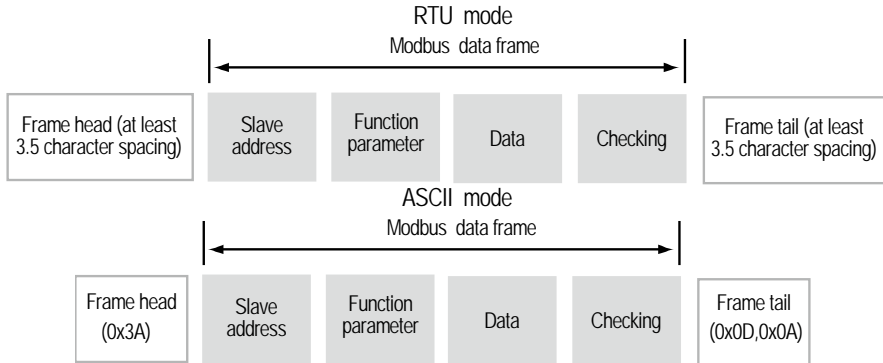 RTU mode
Modbus data frame
Frame head (at least
3.5 character spacing)
Slave
address
Function
parameter
Data
Checking
Frame tail (at least
3.5 character spacing)
ASCII mode
Modbus data frame
Frame head
(0x3A)
Slave
address
Function
parameter
Data
Checking
Frame tail
(0x0D,0x0A)